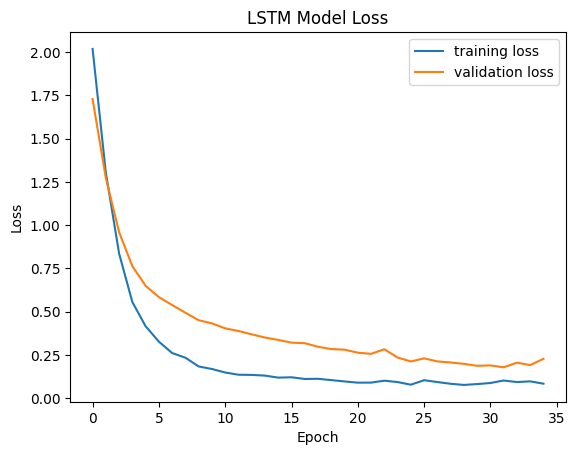 LSTM Model Loss
training loss
validation loss
Loss
2.00
1.75
1.50
1.25
1.00
0.75
0.50
0.25
0.00
0 5 10 15 20 25 30 35
Epoch